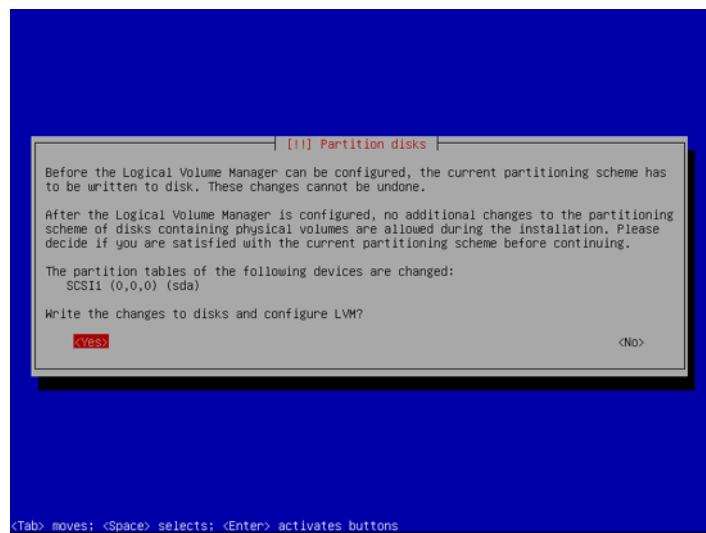 [!!] Partition disks
Before the Logical Volume Manager can be configured, the current partitioning scheme has
to be written to disk. These changes cannot be undone.
After the Logical Volume Manager is configured, no additional changes to the partitioning
scheme of disks containing physical volumes are allowed during the installation. Please
decide if you are satisfied with the current partitioning scheme before continuing.
The partition tables of the following devices are changed:
SCSI1 (0,0,0) (sda)
Write the changes to disks and configure LVM?
<Yes> <No>
<Tab> moves; <Space> selects; <Enter> activates buttons